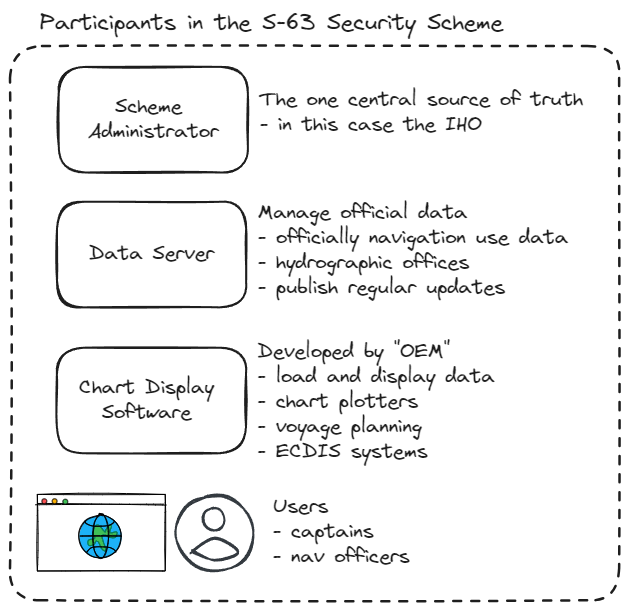 Participants in the S-63 Security Scheme
Scheme
Administrator
The one central source of truth
- in this case the IHO
Data Server
Manage official data
- officially navigation use data
- hydrographic offices
- publish regular updates
Chart Display
Software
Developed by "OEM"
- load and display data
- chart plotters
- voyage planning
- ECDIS systems
Users
- captains
- nav officers